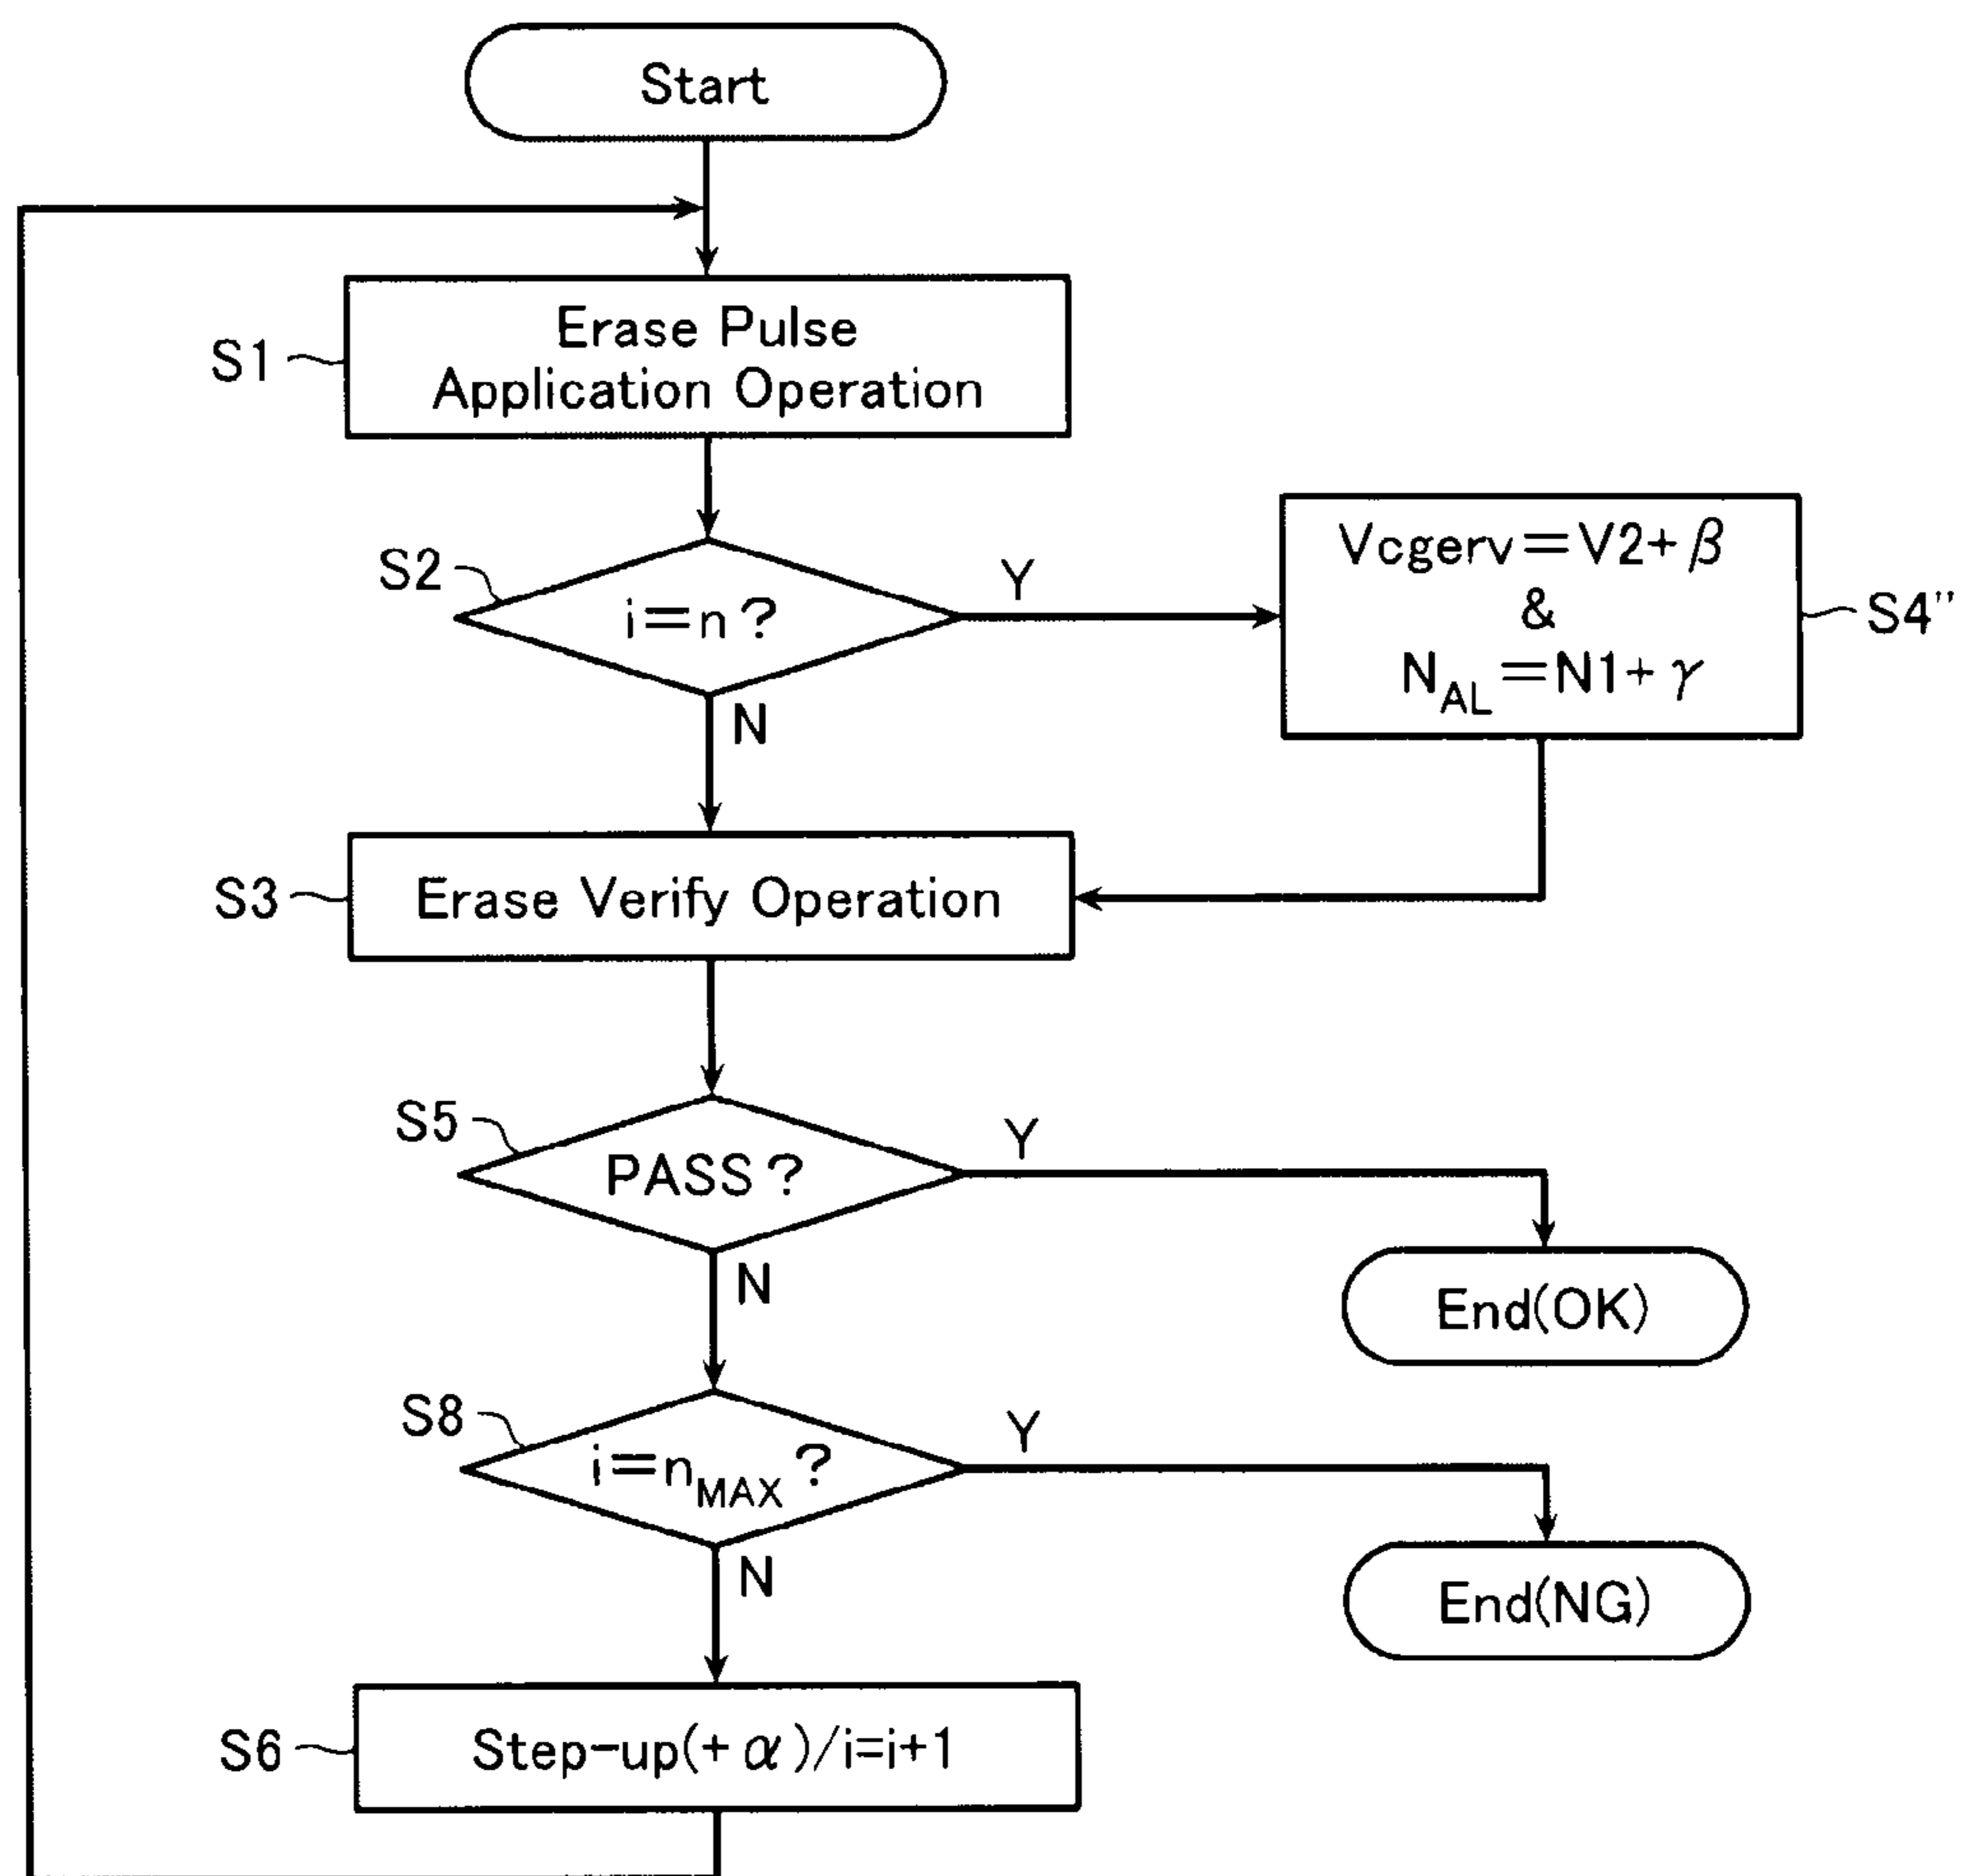 Start
S1
Erase Pulse
Application Operation
S2
i=n?
Y
N
Vcgerv=V2+β
&
N_AL=N1+γ
S4"
S3
Erase Verify Operation
S5
PASS?
Y
N
End(OK)
S8
i=n_MAX?
Y
N
End(NG)
S6
Step-up(+α)/i=i+1